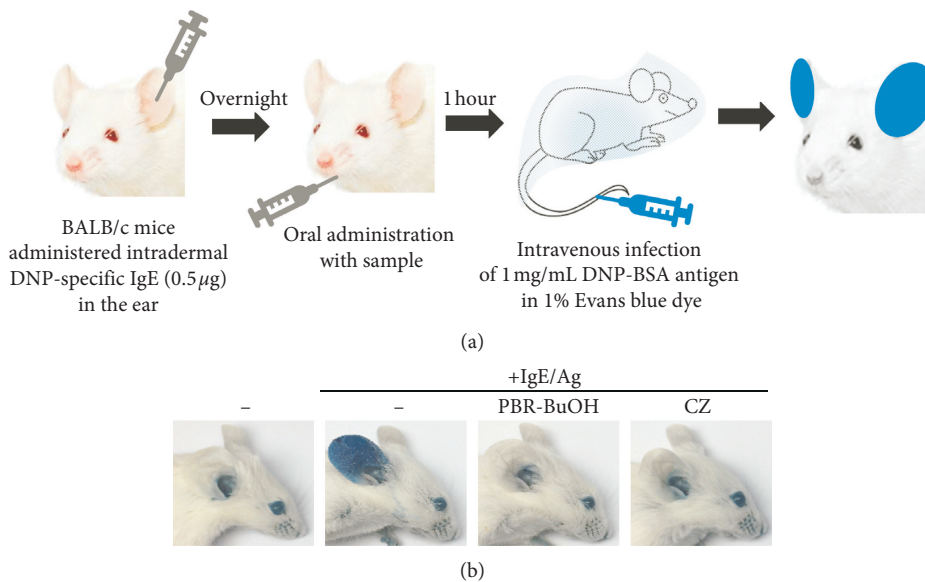 Overnight
1 hour
BALB/c mice
administered intradermal
DNP-specific IgE (0.5 μg)
in the ear
Oral administration
with sample
Intravenous infection
of 1 mg/mL DNP-BSA antigen
in 1% Evans blue dye
(a)
+IgE/Ag
– – PBR-BuOH CZ
(b)